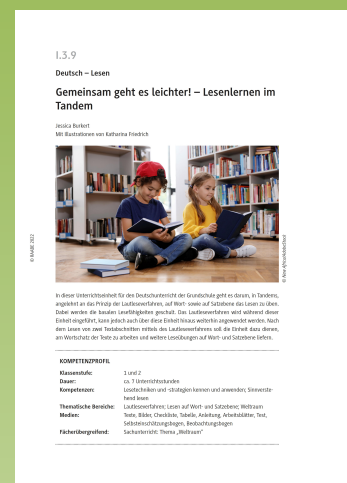 I.3.9
Deutsch – Lesen
Gemeinsam geht es leichter! – Lesenlernen im
Tandem
Jessica Burkert
Mit Illustrationen von Katharina Friedrich
© RAABE 2022
© New Africa/AdobeStock
In dieser Unterrichtseinheit für den Deutschunterricht der Grundschule geht es darum, in Tandems,
angelehnt an das Prinzip der Lautleseverfahren, auf Wort- sowie auf Satzebene das Lesen zu üben.
Dabei werden die basalen Lesefähigkeiten geschult. Das Lautleseverfahren wird während dieser
Einheit eingeführt, kann jedoch auch über diese Einheit hinaus weiterhin angewendet werden. Nach
dem Lesen von zwei Textabschnitten mittels des Lautleseverfahrens soll die Einheit dazu dienen,
am Wortschatz der Texte zu arbeiten und weitere Leseübungen auf Wort- und Satzebene liefern.
KOMPETENZPROFIL
Klassenstufe: 1 und 2
Dauer: ca. 7 Unterrichtsstunden
Kompetenzen: Lesetechniken und -strategien kennen und anwenden; Sinnverste-
hend lesen
Thematische Bereiche: Lautleseverfahren; Lesen auf Wort- und Satzebene; Weltraum
Medien: Texte, Bilder, Checkliste, Tabelle, Anleitung, Arbeitsblätter, Test,
Selbsteinschätzungsbogen, Beobachtungsbogen
Fächerübergreifend: Sachunterricht: Thema „Weltraum"